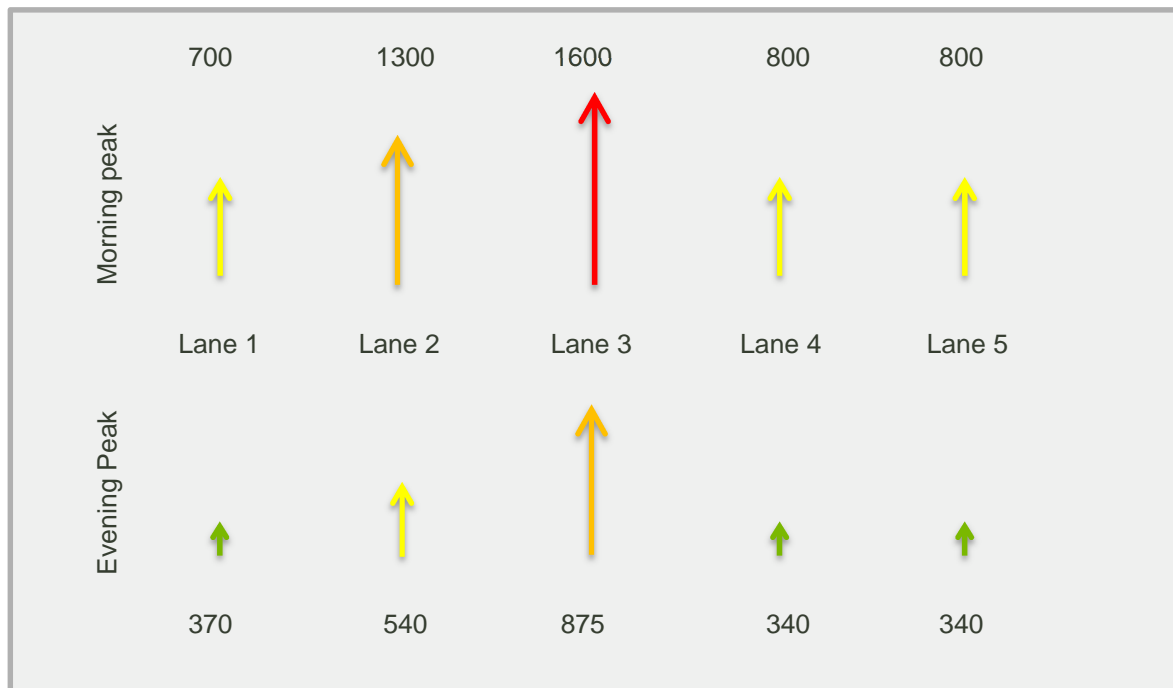 700 1300 1600 800 800
Morning peak
Lane 1 Lane 2 Lane 3 Lane 4 Lane 5
Evening Peak
370 540 875 340 340